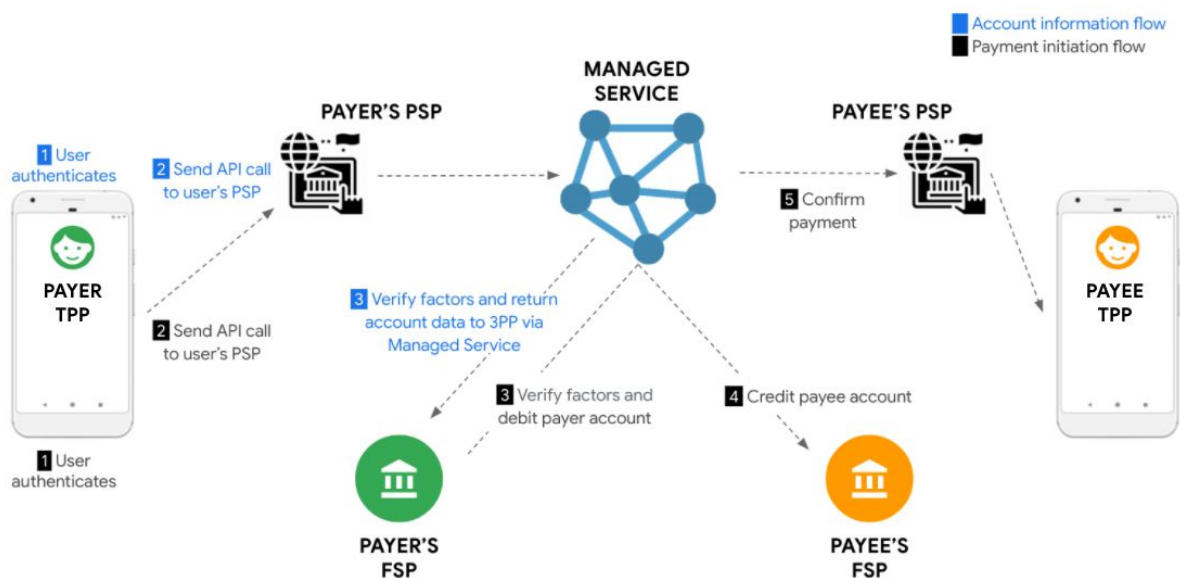 Account information flow
Payment initiation flow
MANAGED
SERVICE
PAYER'S PSP
PAYEE'S PSP
1 User
authenticates
2 Send API call
to user's PSP
5 Confirm
payment
PAYER
TPP
PAYEE
TPP
2 Send API call
to user's PSP
3 Verify factors and return
account data to 3PP via
Managed Service
3 Verify factors and
debit payer account
4 Credit payee account
1 User
authenticates
PAYER'S
FSP
PAYEE'S
FSP